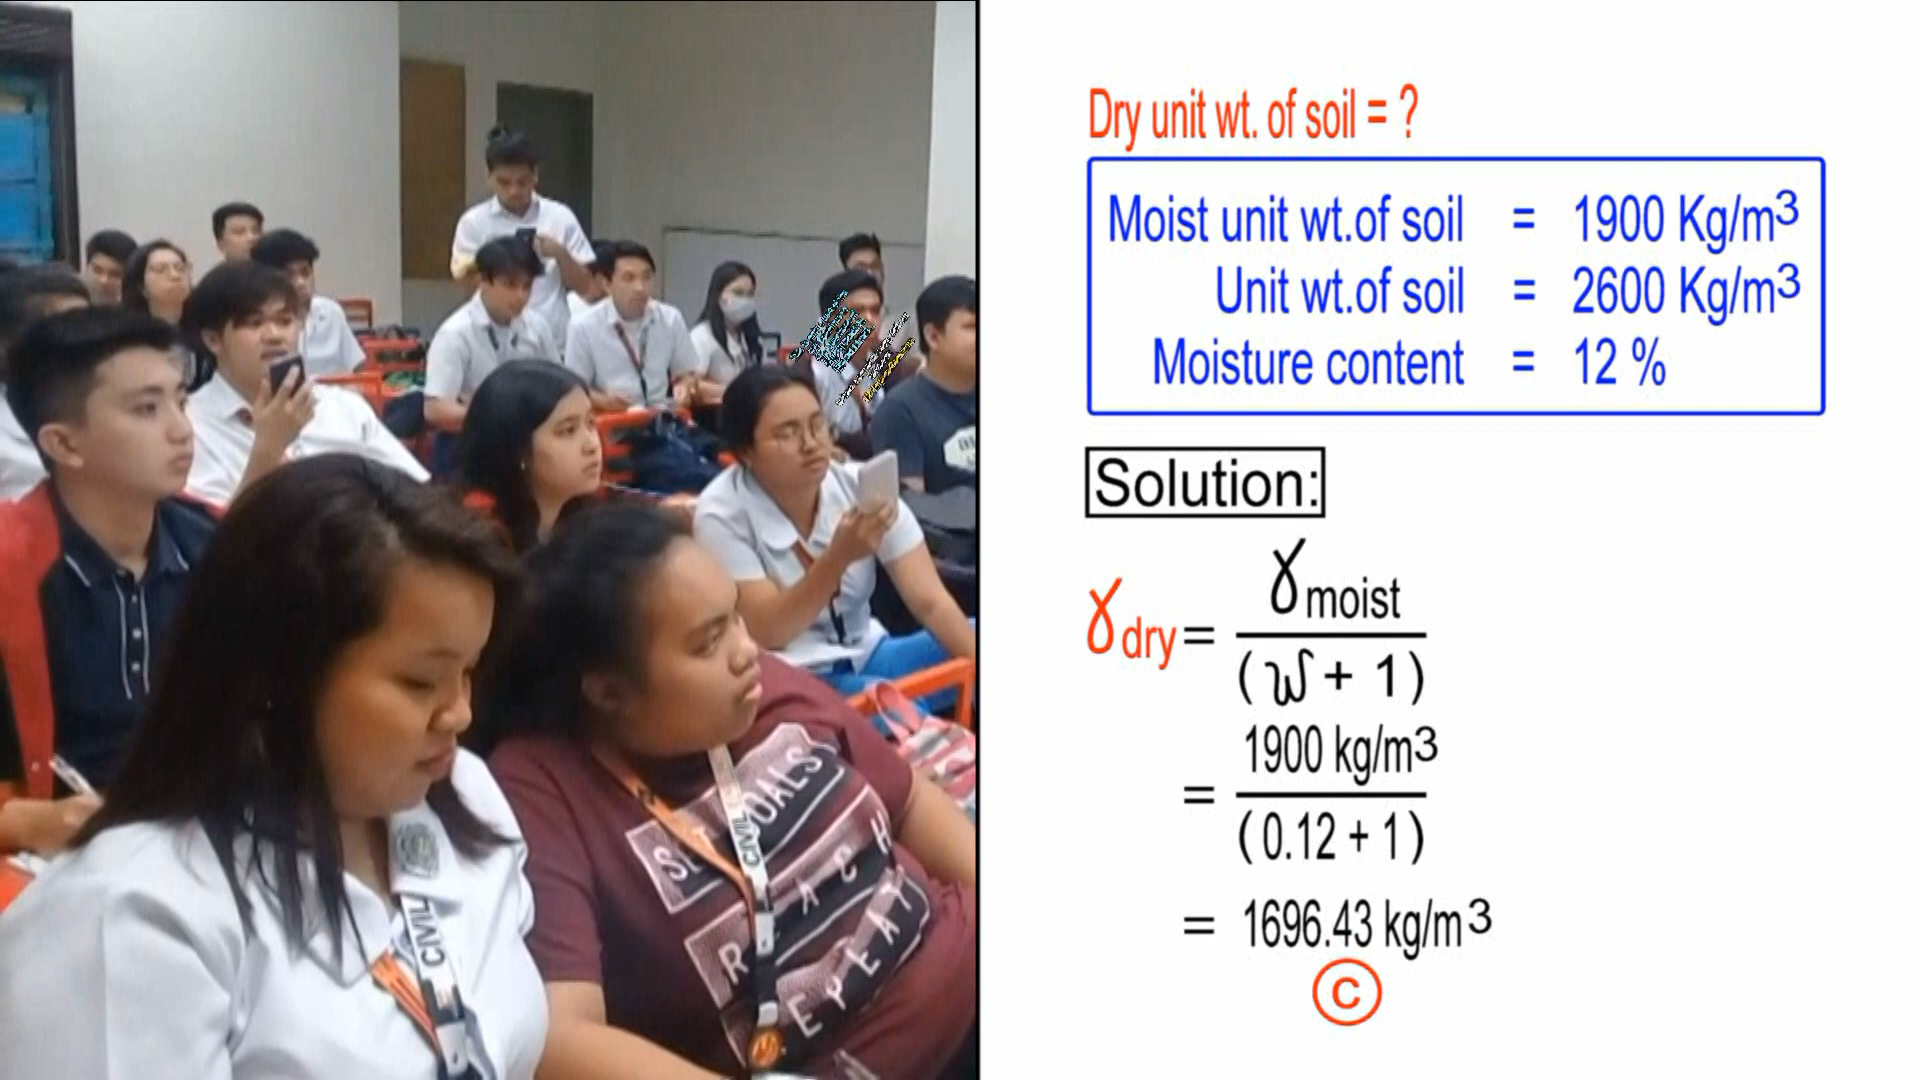 Dry unit wt. of soil = ?
Moist unit wt.of soil = 1900 Kg/m3
Unit wt.of soil = 2600 Kg/m3
Moisture content = 12 %
Solution:
γdry = γmoist
(w + 1)
= 1900 kg/m3
(0.12 + 1)
= 1696.43 kg/m3
C
CIVIL
CIVIL
GOALS
REPEAT